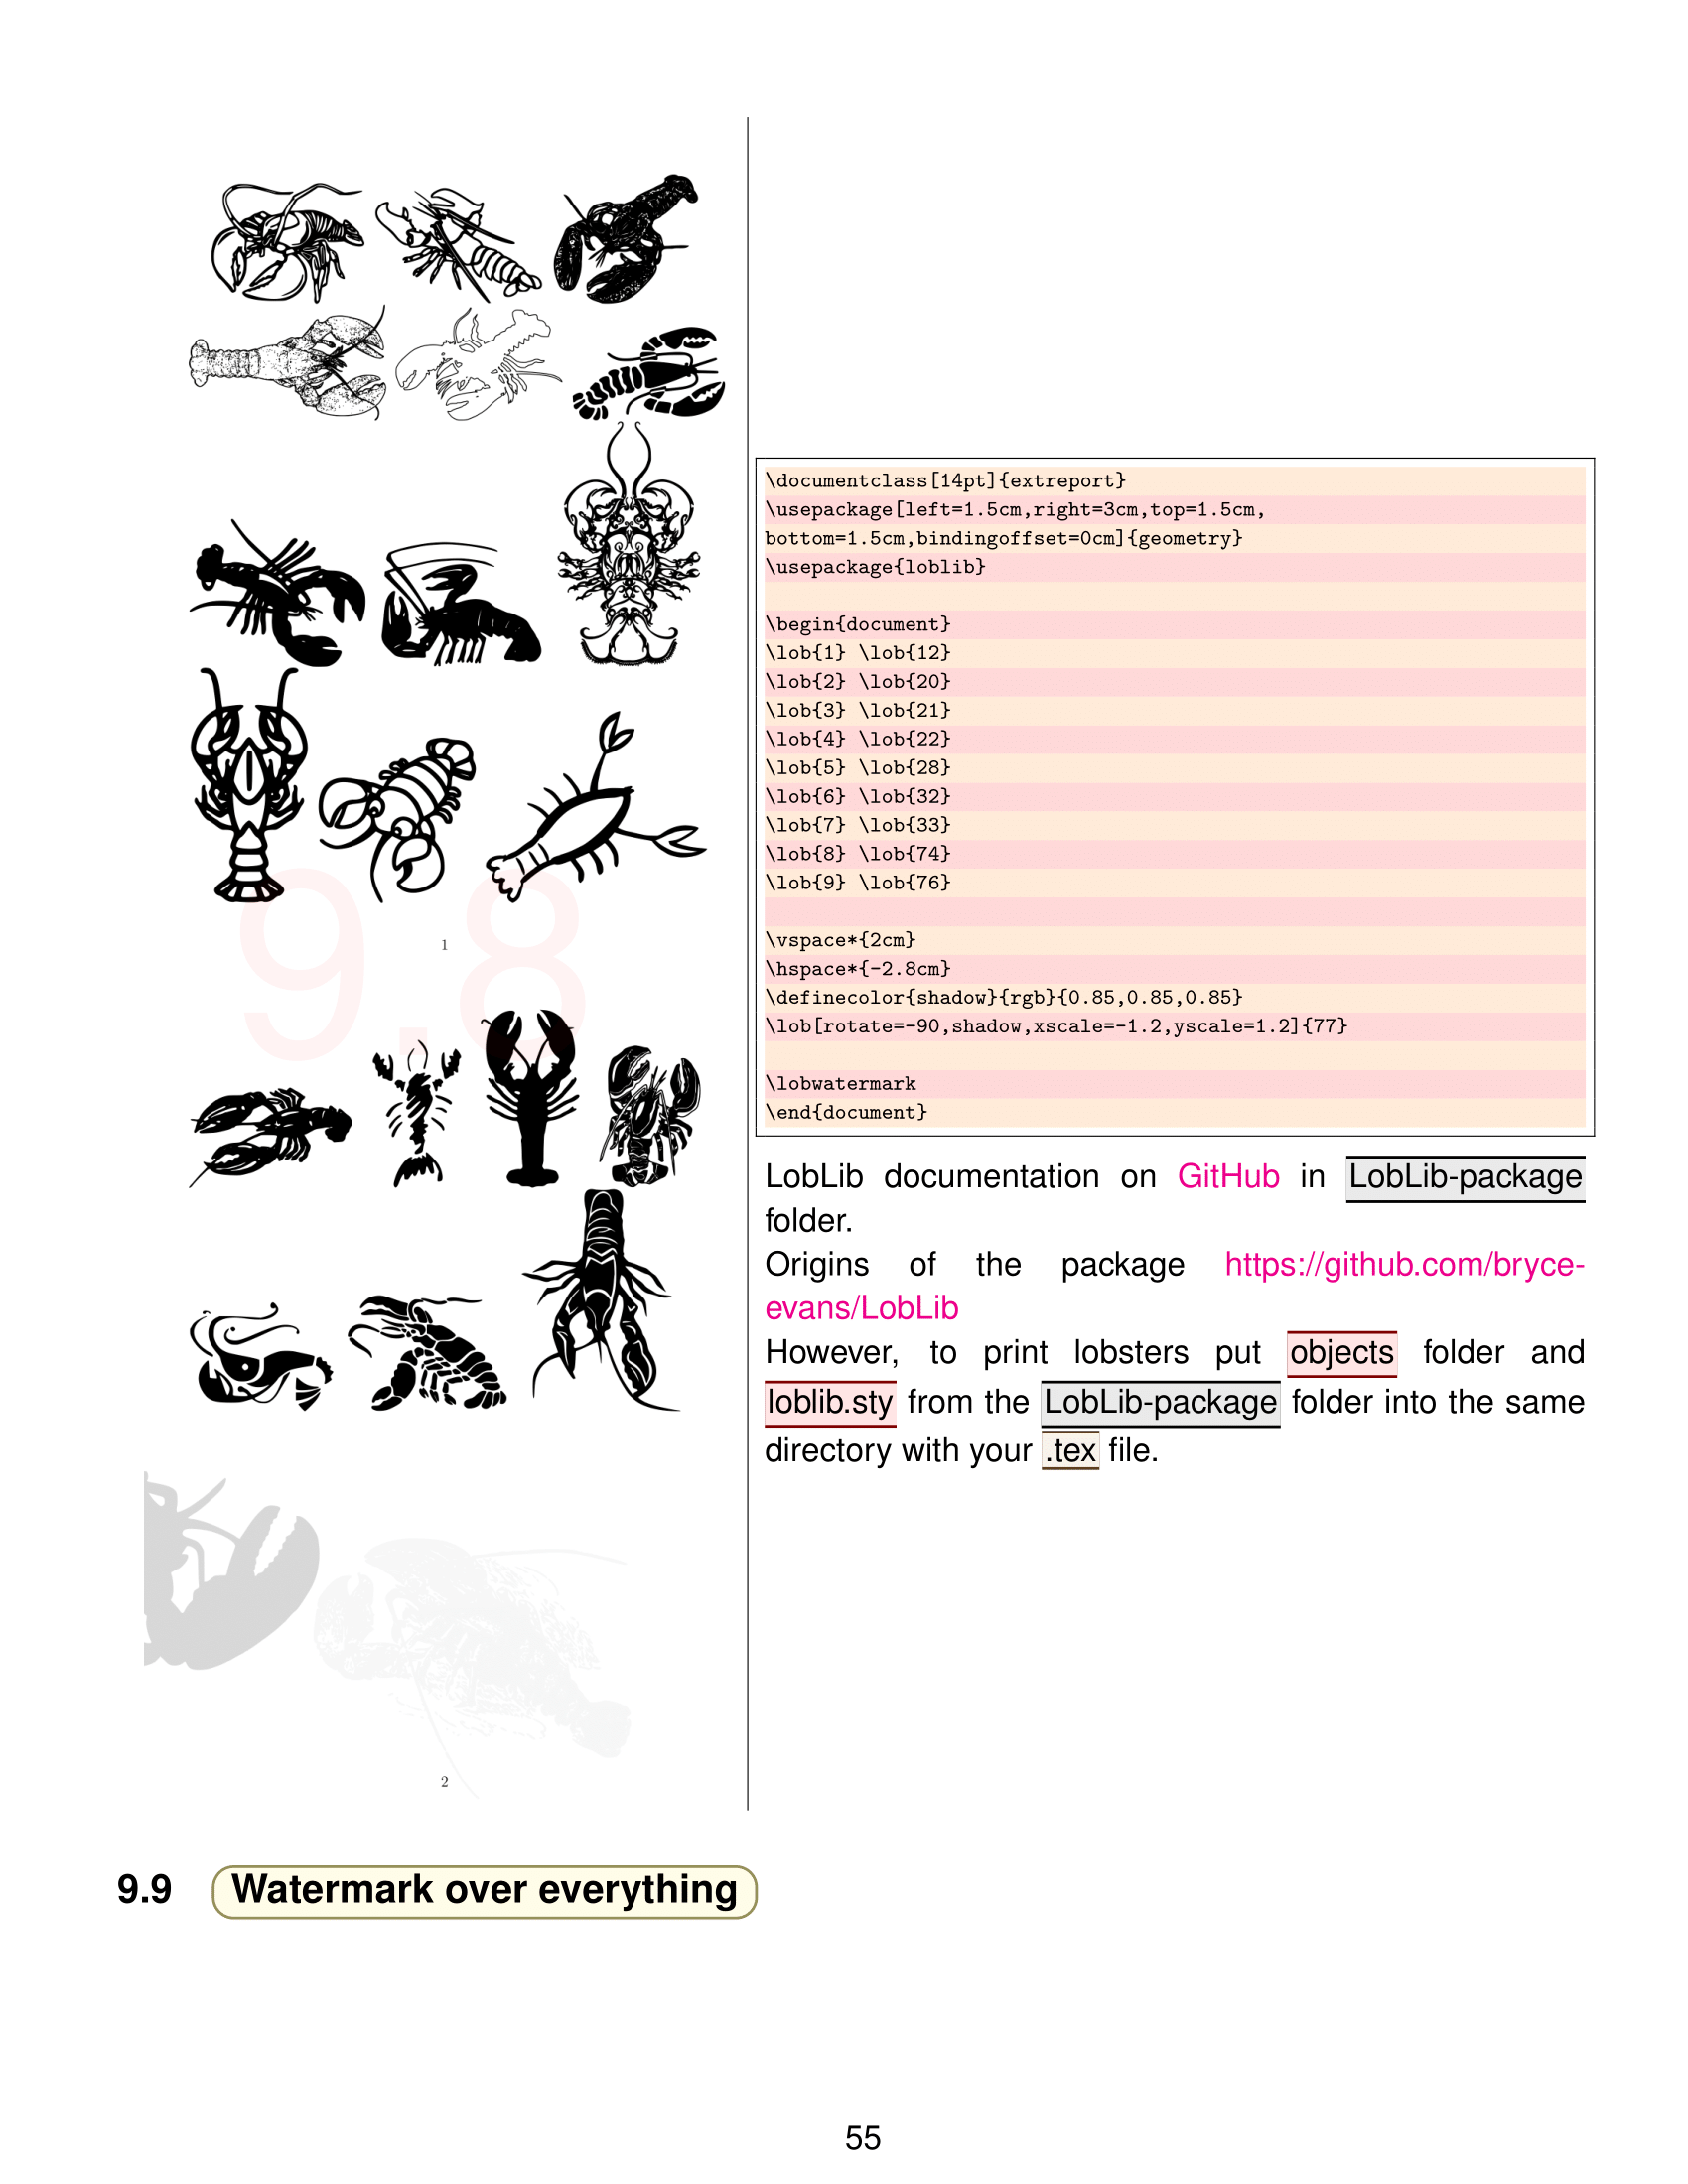 9.8
1
2
\documentclass[14pt]{extreport}
\usepackage[left=1.5cm,right=3cm,top=1.5cm,
bottom=1.5cm,bindingoffset=0cm]{geometry}
\usepackage{loblib}
\begin{document}
\lob{1} \lob{12}
\lob{2} \lob{20}
\lob{3} \lob{21}
\lob{4} \lob{22}
\lob{5} \lob{28}
\lob{6} \lob{32}
\lob{7} \lob{33}
\lob{8} \lob{74}
\lob{9} \lob{76}
\vspace*{2cm}
\hspace*{-2.8cm}
\definecolor{shadow}{rgb}{0.85,0.85,0.85}
\lob[rotate=-90,shadow,xscale=-1.2,yscale=1.2]{77}
\lobwatermark
\end{document}
LobLib documentation on GitHub in LobLib-package
folder.
Origins of the package https://github.com/bryce-
evans/LobLib
However, to print lobsters put objects folder and
loblib.sty from the LobLib-package folder into the same
directory with your .tex file.
9.9 Watermark over everything
55